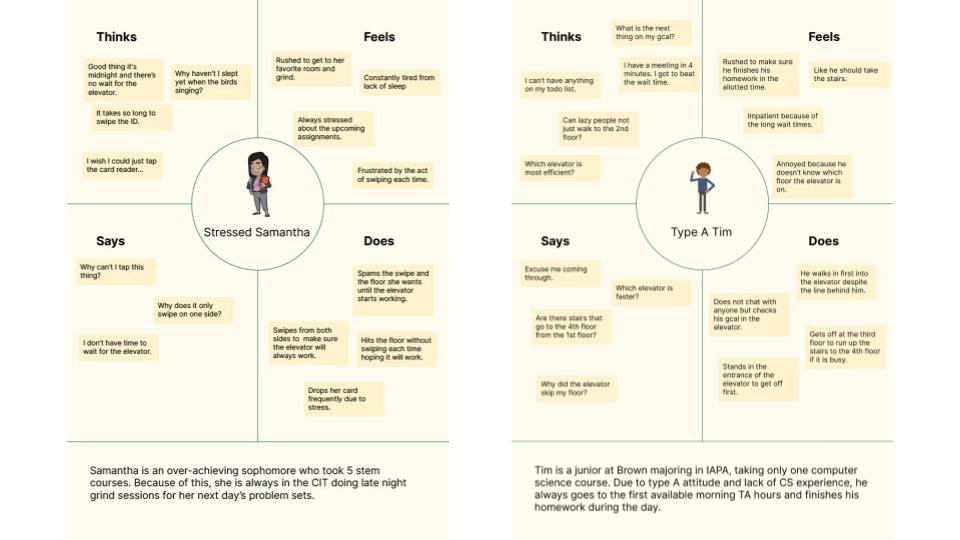 Thinks
Feels
Good thing it's
midnight and there's
no wait for the
elevator.
Why haven't I slept
yet when the birds
singing?
It takes so long to
swipe the ID.
I wish I could just tap
the card reader...
Rushed to get to her
favorite room and
grind.
Constantly tired from
lack of sleep
Always stressed
about the upcoming
assignments.
Frustrated by the act
of swiping each time.
Stressed Samantha
Says
Does
Why can't I tap this
thing?
Why does it only
swipe on one side?
I don't have time to
wait for the elevator.
Spams the swipe and
the floor she wants
until the elevator
starts working.
Swipes from both
sides to make sure
the elevator will
always work.
Hits the floor without
swiping each time
hoping it will work.
Drops her card
frequently due to
stress.
Samantha is an over-achieving sophomore who took 5 stem
courses. Because of this, she is always in the CIT doing late night
grind sessions for her next day's problem sets.
Thinks
Feels
What is the next
thing on my gcal?
I can't have anything
on my todo list.
I have a meeting in 4
minutes. I got to beat
the wait time.
Can lazy people not
just walk to the 2nd
floor?
Which elevator is
most efficient?
Rushed to make sure
he finishes his
homework in the
allotted time.
Like he should take
the stairs.
Impatient because of
the long wait times.
Annoyed because he
doesn't know which
floor the elevator is
on.
Type A Tim
Says
Does
Excuse me coming
through.
Which elevator is
faster?
Are there stairs that
go to the 4th floor
from the 1st floor?
Why did the elevator
skip my floor?
He walks in first into
the elevator despite
the line behind him.
Does not chat with
anyone but checks
his gcal in the
elevator.
Gets off at the third
floor to run up the
stairs to the 4th floor
if it is busy.
Stands in the
entrance of the
elevator to get off
first.
Tim is a junior at Brown majoring in IAPA, taking only one computer
science course. Due to type A attitude and lack of CS experience, he
always goes to the first available morning TA hours and finishes his
homework during the day.